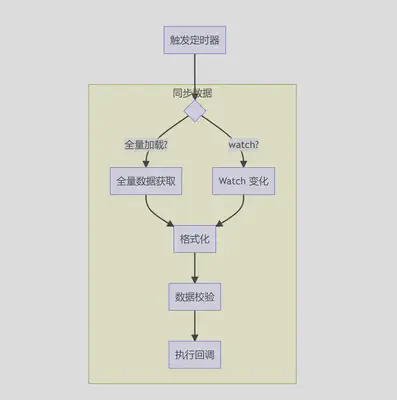 触发定时器
同步数据
全量加载?
watch?
全量数据获取
Watch 变化
格式化
数据校验
执行回调